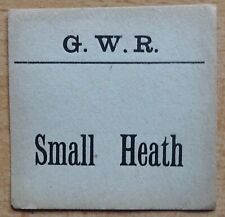 G. W. R.
Small Heath